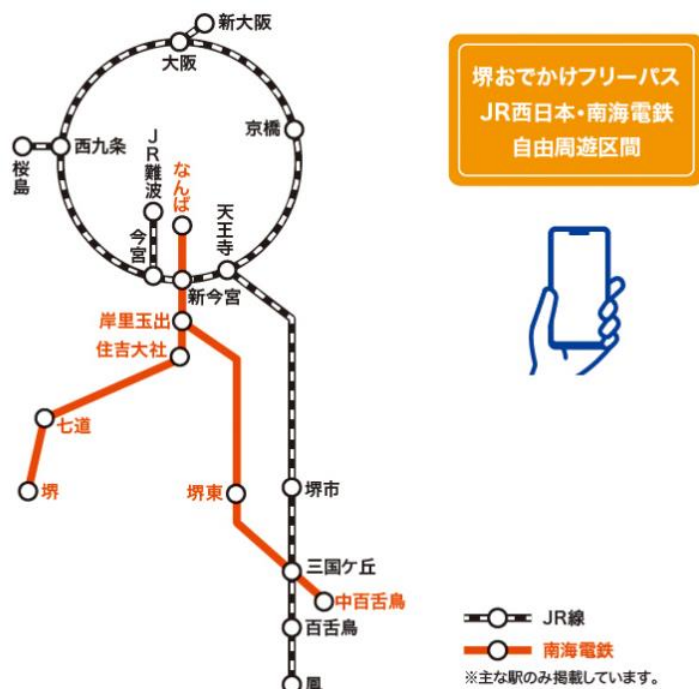 新大阪
大阪
京橋
西九条
桜島
JR難波
なんば
今宮
天王寺
新今宮
岸里玉出
住吉大社
七道
堺
堺東
堺市
三国ケ丘
中百舌鳥
百舌鳥
鳳
堺おでかけフリーパス
JR西日本・南海電鉄
自由周遊区間
JR線
南海電鉄
※主な駅のみ掲載しています。